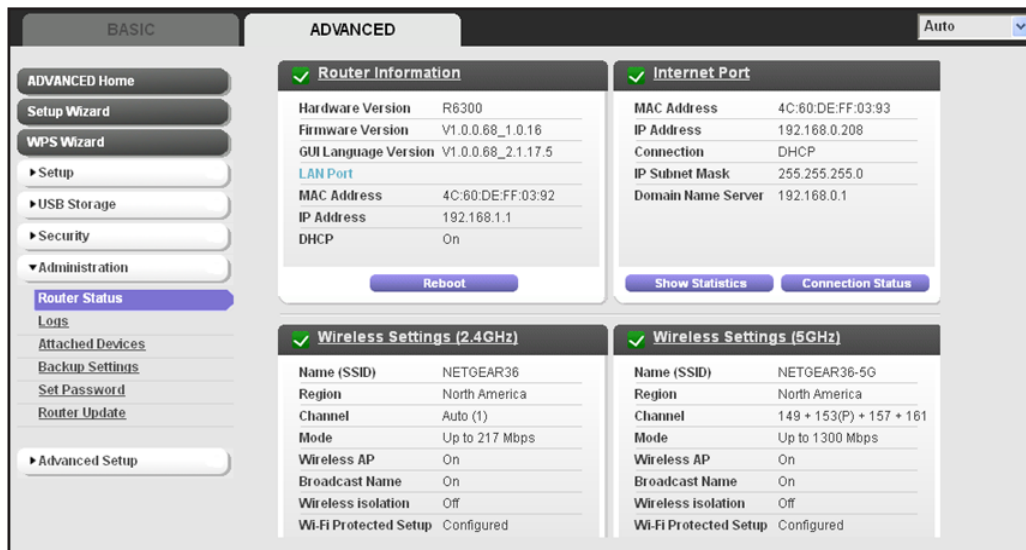 BASIC
ADVANCED
Auto
ADVANCED Home
Setup Wizard
WPS Wizard
Setup
USB Storage
Security
Administration
Router Status
Logs
Attached Devices
Backup Settings
Set Password
Router Update
Advanced Setup
Router Information
Hardware Version R6300
Firmware Version V1.0.0.68_1.0.16
GUI Language Version V1.0.0.68_2.1.17.5
LAN Port
MAC Address 4C:60:DE:FF:03:92
IP Address 192.168.1.1
DHCP On
Reboot
Internet Port
MAC Address 4C:60:DE:FF:03:93
IP Address 192.168.0.208
Connection DHCP
IP Subnet Mask 255.255.255.0
Domain Name Server 192.168.0.1
Show Statistics Connection Status
Wireless Settings (2.4GHz)
Name (SSID) NETGEAR36
Region North America
Channel Auto (1)
Mode Up to 217 Mbps
Wireless AP On
Broadcast Name On
Wireless isolation Off
Wi-Fi Protected Setup Configured
Wireless Settings (5GHz)
Name (SSID) NETGEAR36-5G
Region North America
Channel 149 + 153(P) + 157 + 161
Mode Up to 1300 Mbps
Wireless AP On
Broadcast Name On
Wireless isolation Off
Wi-Fi Protected Setup Configured